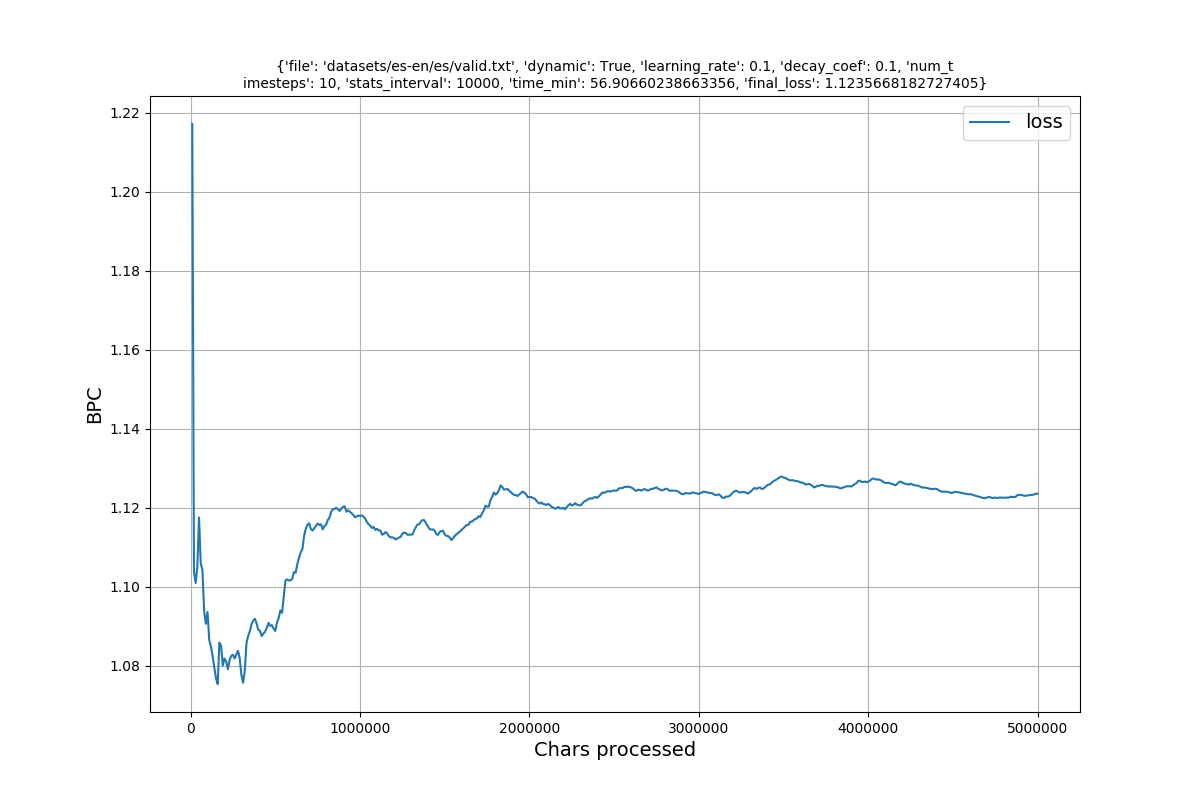 {'file': 'datasets/es-en/es/valid.txt', 'dynamic': True, 'learning_rate': 0.1, 'decay_coef': 0.1, 'num_t
imesteps': 10, 'stats_interval': 10000, 'time_min': 56.90660238663356, 'final_loss': 1.1235668182727405}
loss
1.22
1.20
1.18
1.16
1.14
1.12
1.10
1.08
BPC
0 1000000 2000000 3000000 4000000 5000000
Chars processed